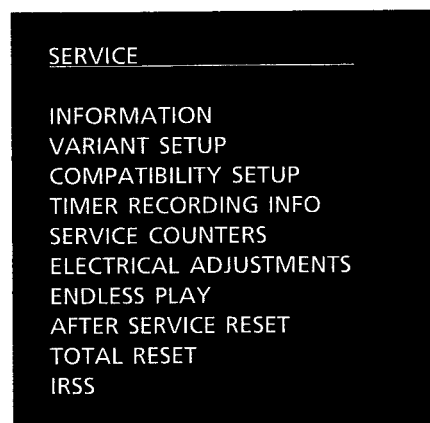 SERVICE
INFORMATION
VARIANT SETUP
COMPATIBILITY SETUP
TIMER RECORDING INFO
SERVICE COUNTERS
ELECTRICAL ADJUSTMENTS
ENDLESS PLAY
AFTER SERVICE RESET
TOTAL RESET
IRSS